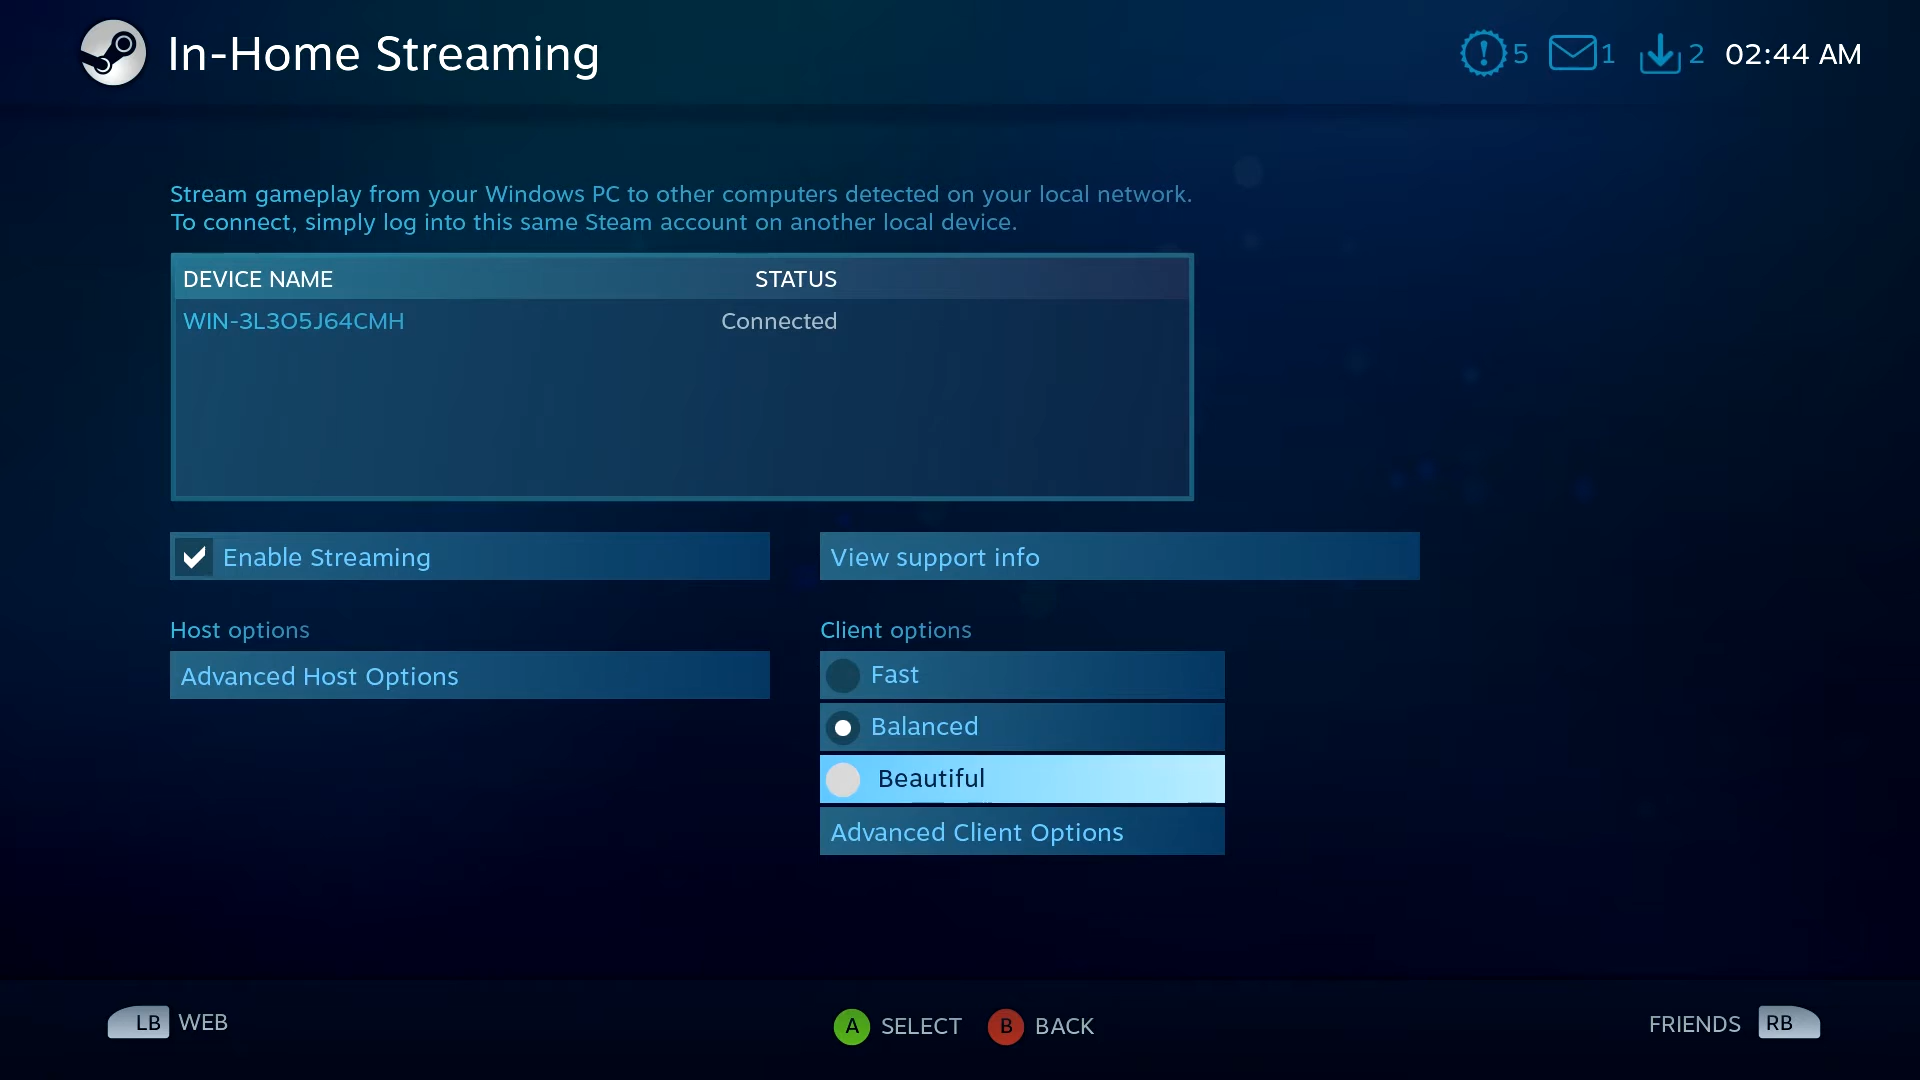 In-Home Streaming
5 1 2 02:44 AM
Stream gameplay from your Windows PC to other computers detected on your local network.
To connect, simply log into this same Steam account on another local device.
DEVICE NAME STATUS
WIN-3L3O5J64CMH Connected
Enable Streaming View support info
Host options Client options
Advanced Host Options Fast
Balanced
Beautiful
Advanced Client Options
LB WEB A SELECT B BACK FRIENDS RB